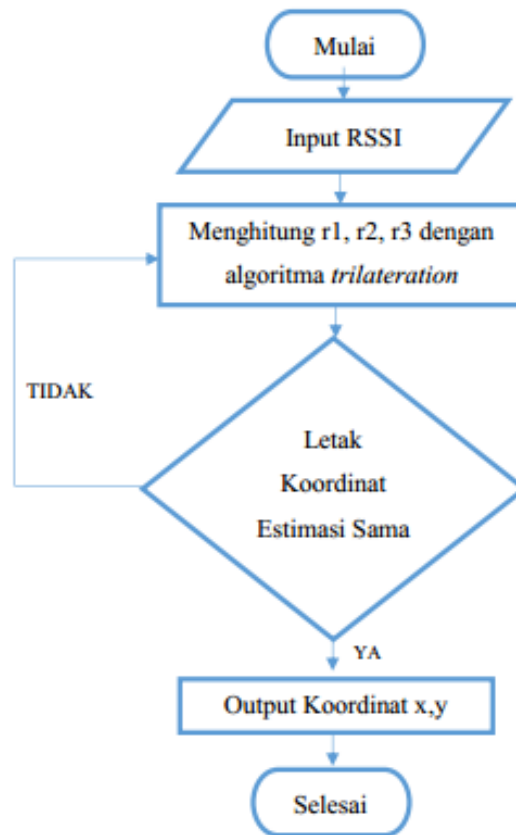 Mulai
Input RSSI
Menghitung r1, r2, r3 dengan
algoritma trilateration
TIDAK
Letak
Koordinat
Estimasi Sama
YA
Output Koordinat x,y
Selesai